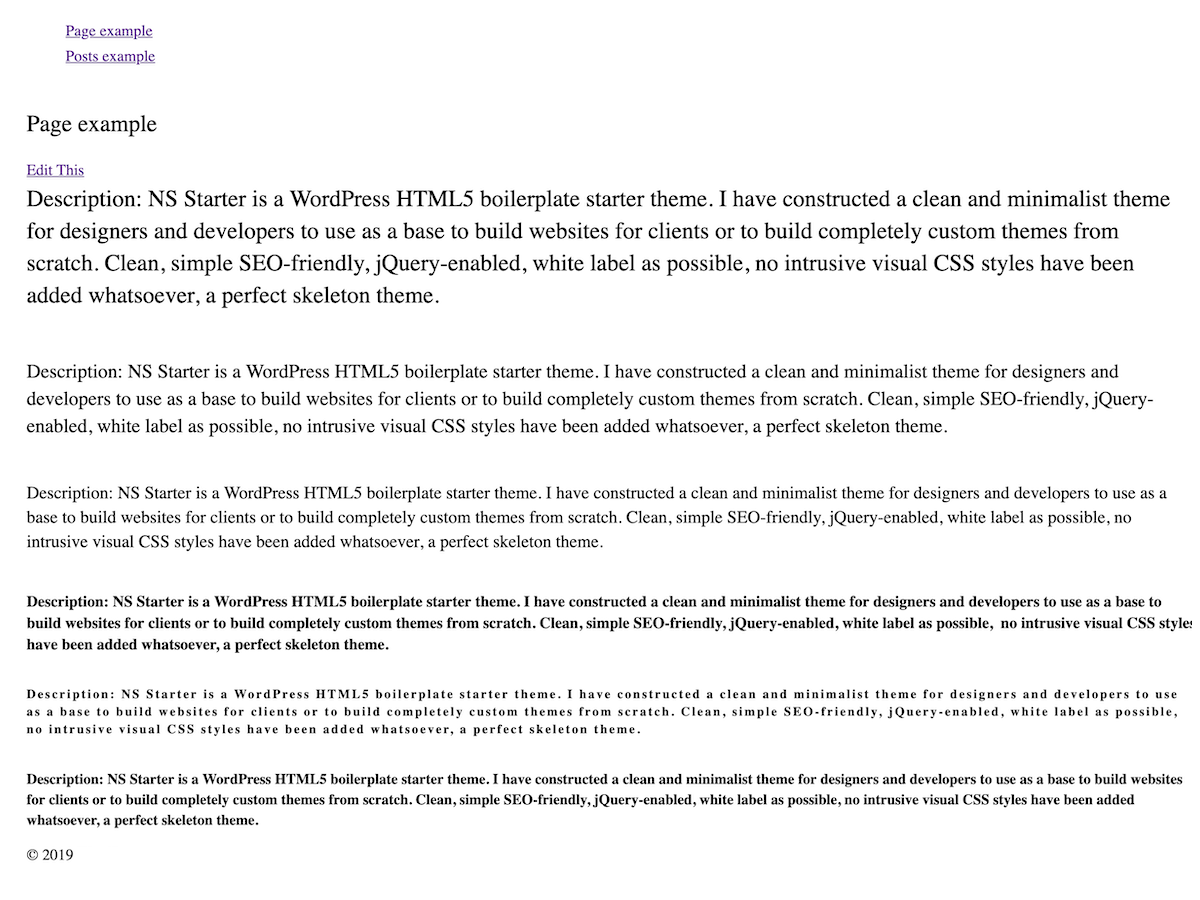 Page example
Posts example
Page example
Edit This
Description: NS Starter is a WordPress HTML5 boilerplate starter theme. I have constructed a clean and minimalist theme
for designers and developers to use as a base to build websites for clients or to build completely custom themes from
scratch. Clean, simple SEO-friendly, jQuery-enabled, white label as possible, no intrusive visual CSS styles have been
added whatsoever, a perfect skeleton theme.
Description: NS Starter is a WordPress HTML5 boilerplate starter theme. I have constructed a clean and minimalist theme for designers and
developers to use as a base to build websites for clients or to build completely custom themes from scratch. Clean, simple SEO-friendly, jQuery-
enabled, white label as possible, no intrusive visual CSS styles have been added whatsoever, a perfect skeleton theme.
Description: NS Starter is a WordPress HTML5 boilerplate starter theme. I have constructed a clean and minimalist theme for designers and developers to use as a
base to build websites for clients or to build completely custom themes from scratch. Clean, simple SEO-friendly, jQuery-enabled, white label as possible, no
intrusive visual CSS styles have been added whatsoever, a perfect skeleton theme.
Description: NS Starter is a WordPress HTML5 boilerplate starter theme. I have constructed a clean and minimalist theme for designers and developers to use as a base to
build websites for clients or to build completely custom themes from scratch. Clean, simple SEO-friendly, jQuery-enabled, white label as possible, no intrusive visual CSS styles
have been added whatsoever, a perfect skeleton theme.
Description: NS Starter is a WordPress HTML5 boilerplate starter theme. I have constructed a clean and minimalist theme for designers and developers to use
as a base to build websites for clients or to build completely custom themes from scratch. Clean, simple SEO-friendly, jQuery-enabled, white label as possible,
no intrusive visual CSS styles have been added whatsoever, a perfect skeleton theme.
Description: NS Starter is a WordPress HTML5 boilerplate starter theme. I have constructed a clean and minimalist theme for designers and developers to use as a base to build websites
for clients or to build completely custom themes from scratch. Clean, simple SEO-friendly, jQuery-enabled, white label as possible, no intrusive visual CSS styles have been added
whatsoever, a perfect skeleton theme.
© 2019